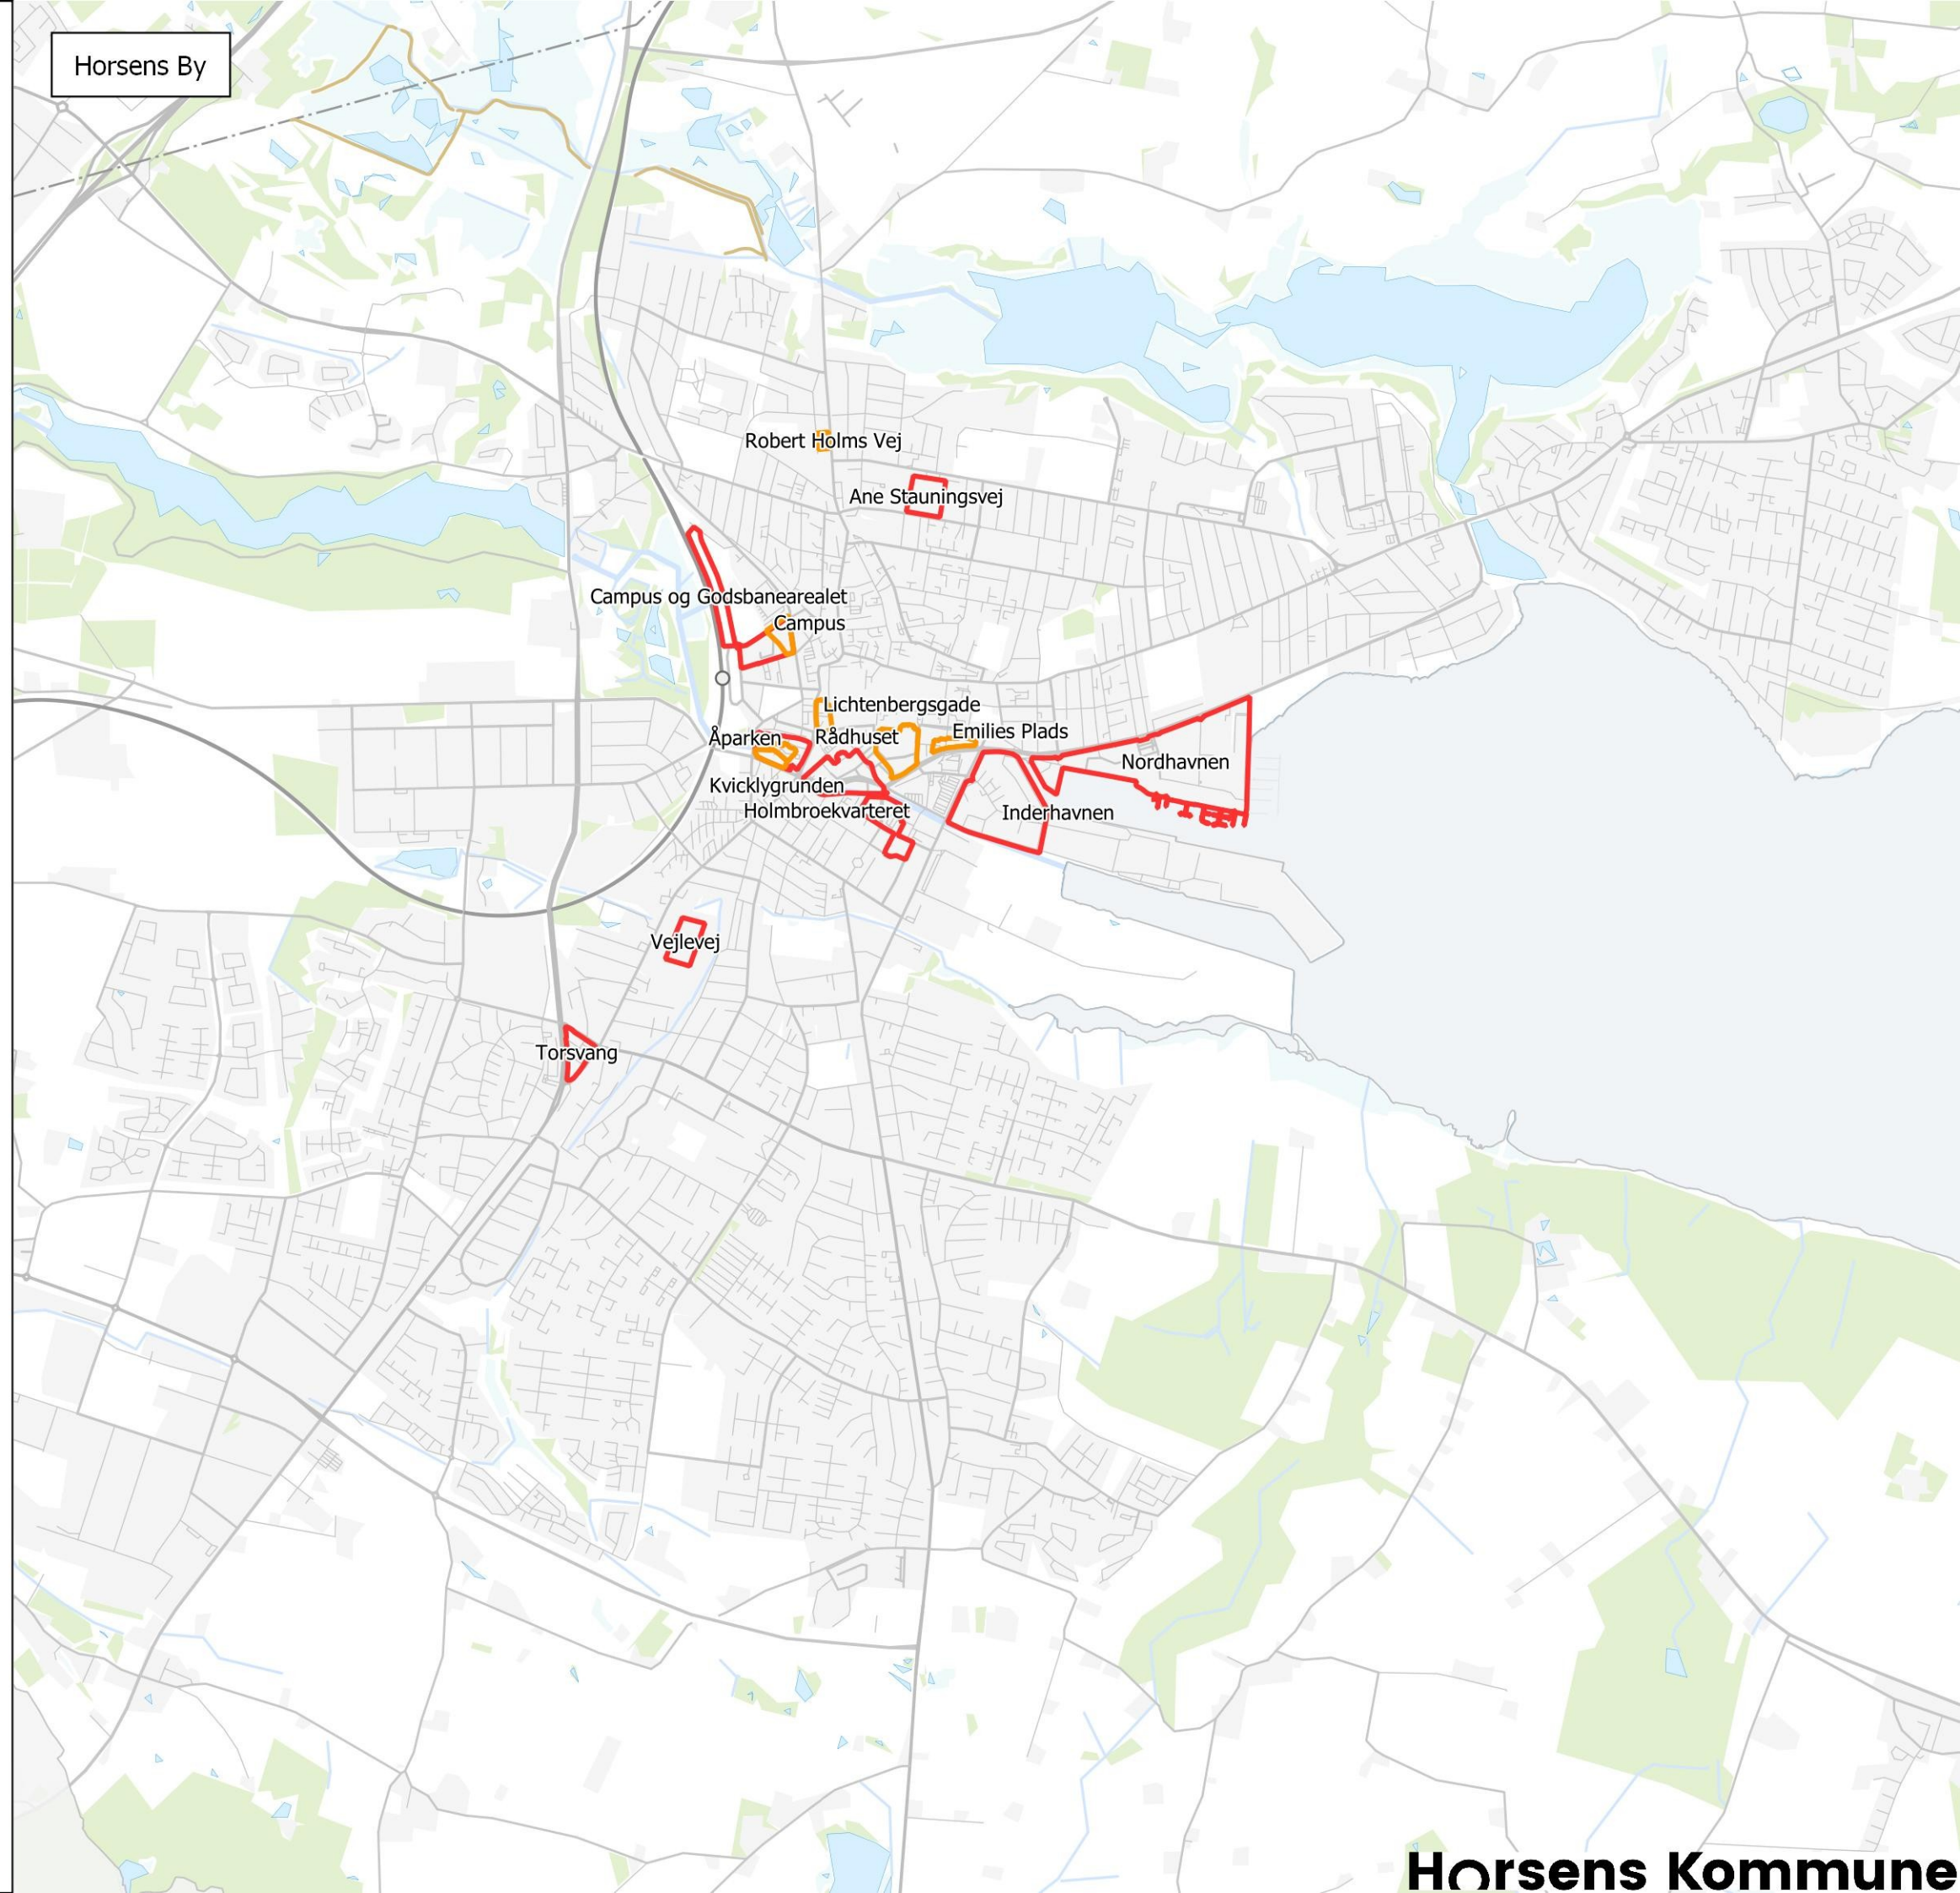 Horsens By
Robert Holms Vej
Ane Stauningsvej
Campus og Godsbanearealet
Campus
Lichtenbergsgade
Emilies Plads
Åparken
Rådhuset
Nordhavnen
Kvicklygrunden
Holmbroekvarteret
Inderhavnen
Vejlevej
Torsvang
Horsens Kommune